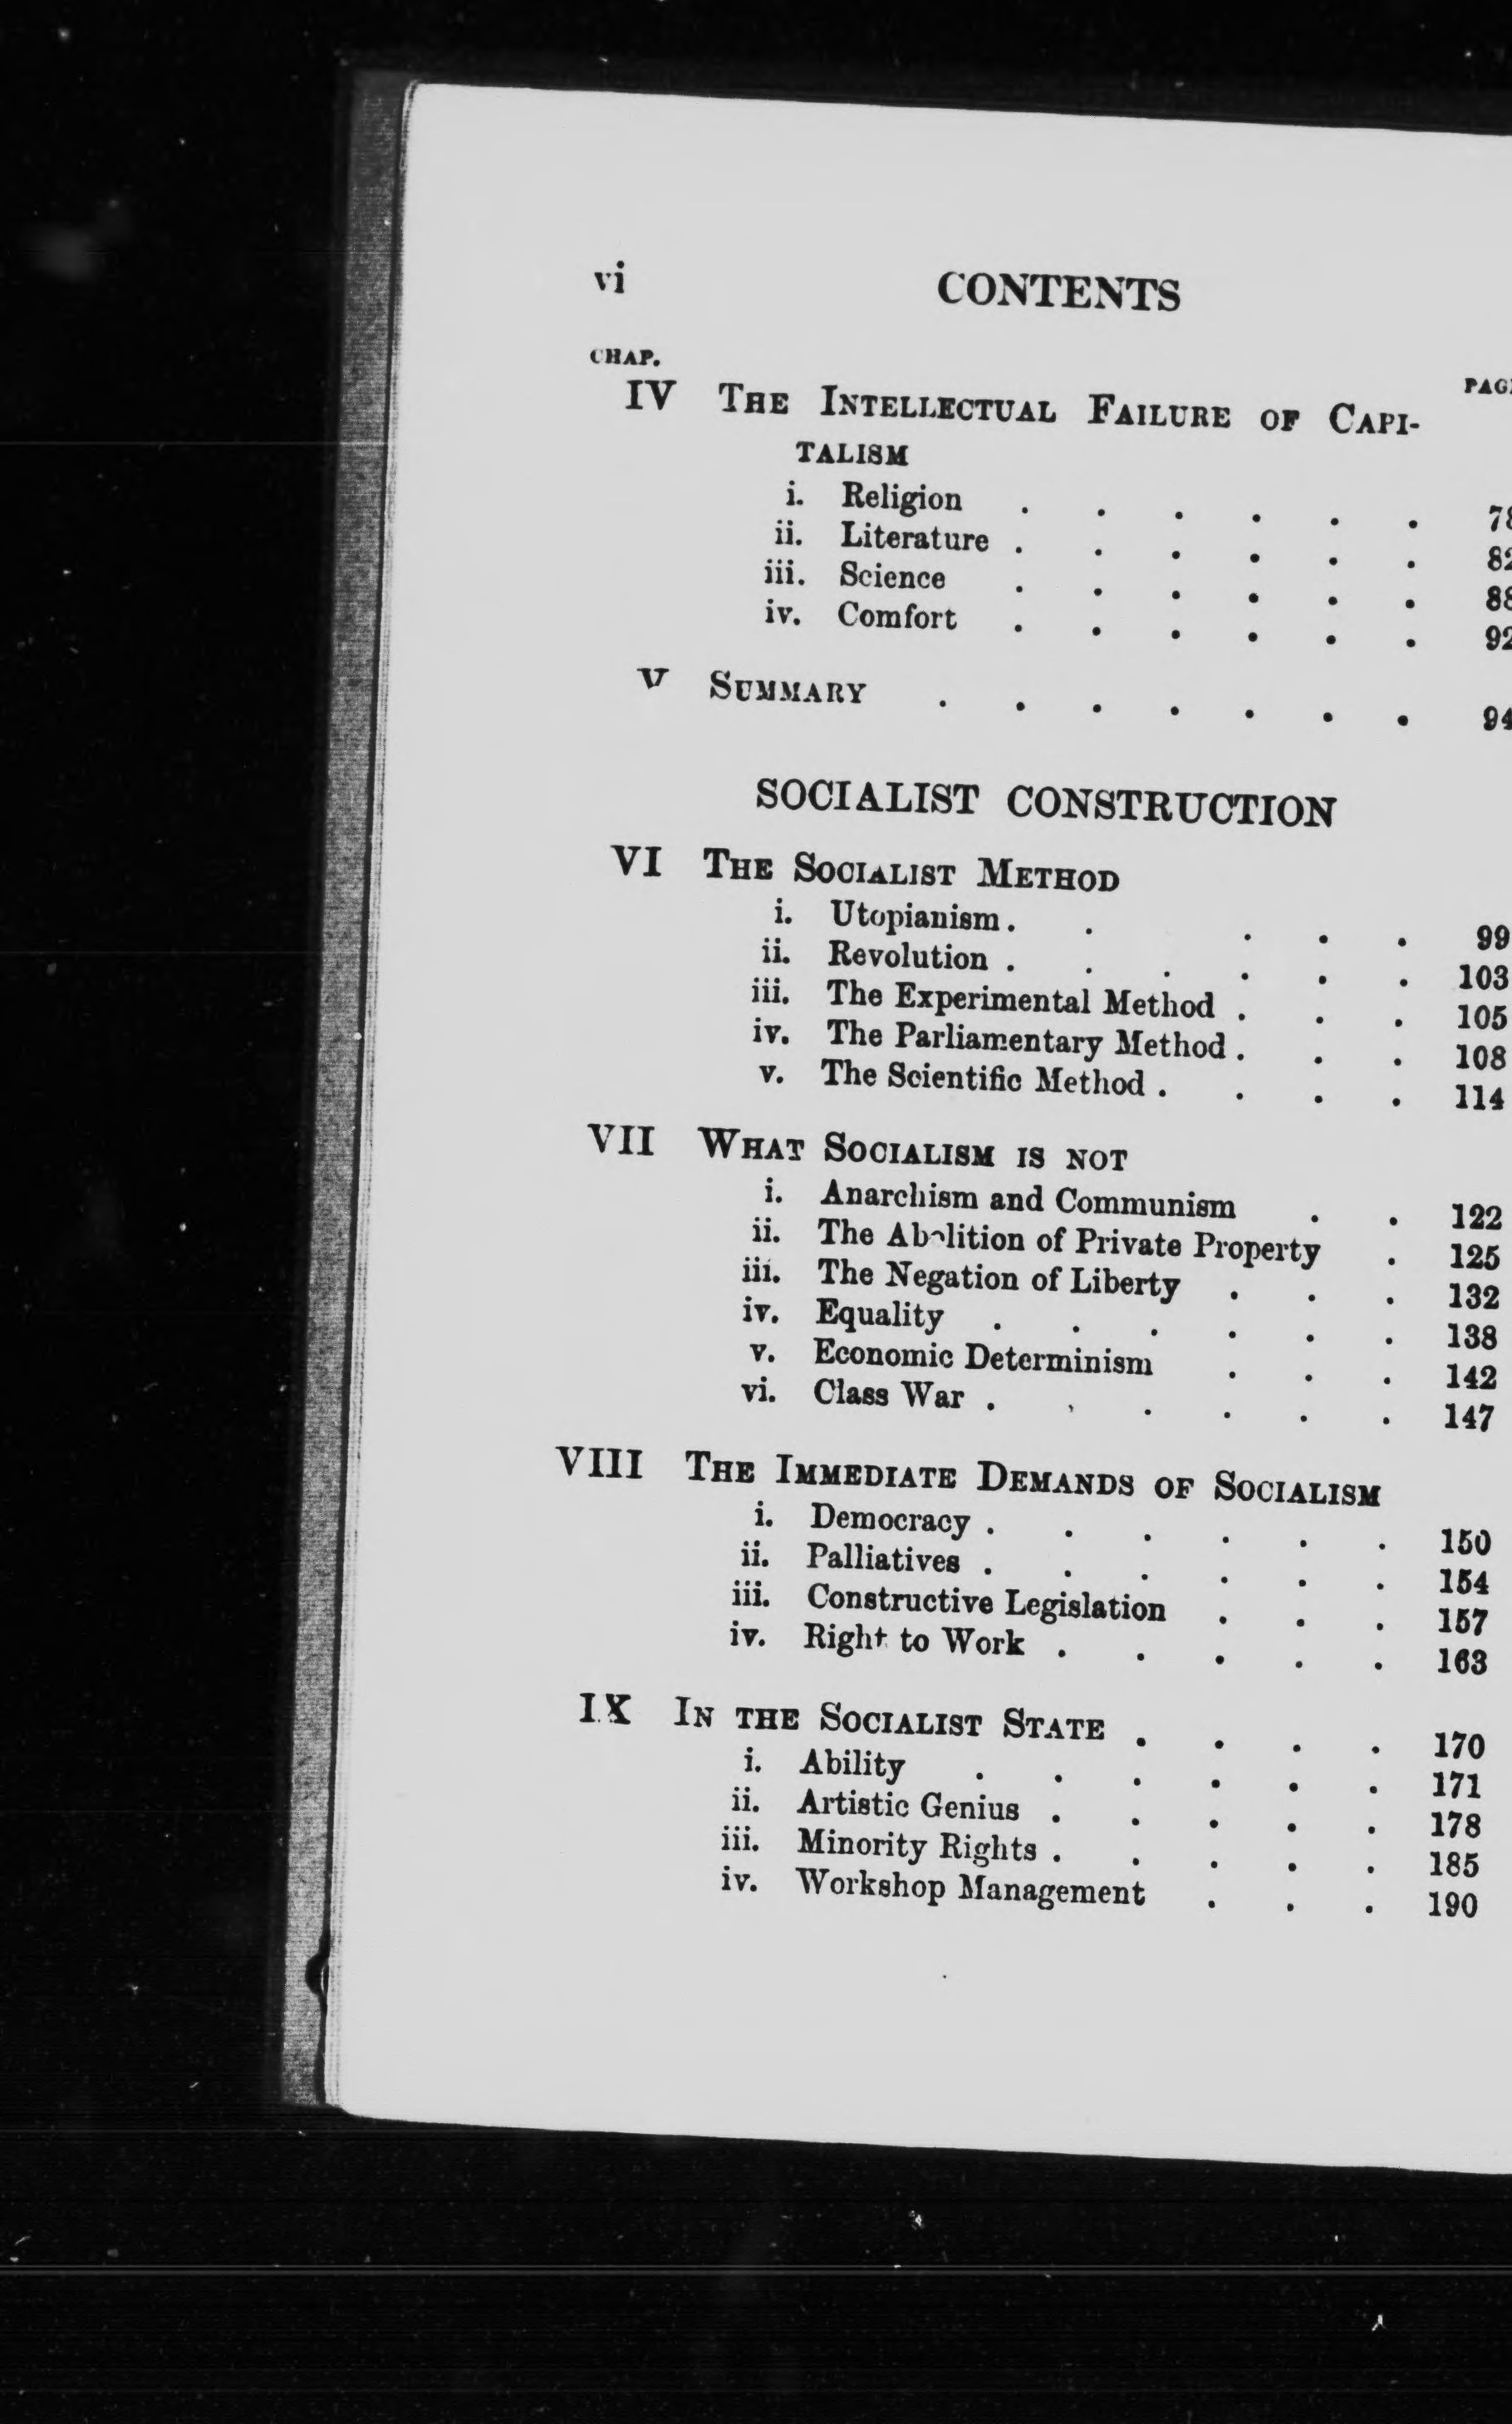 vi CONTENTS
CHAP. PAG
IV THE INTELLECTUAL FAILURE OF CAPI-
TALISM
i. Religion . . . . . . 78
ii. Literature . . . . . . 82
iii. Science . . . . . . 88
iv. Comfort . . . . . . 92
V SUMMARY . . . . . . . 94
SOCIALIST CONSTRUCTION
VI THE SOCIALIST METHOD
i. Utopianism . . . . . 99
ii. Revolution . . . . . . 103
iii. The Experimental Method . . . 105
iv. The Parliamentary Method . . . 108
v. The Scientific Method . . . . 114
VII WHAT SOCIALISM IS NOT
i. Anarchism and Communism . . 122
ii. The Abolition of Private Property . 125
iii. The Negation of Liberty . . . 132
iv. Equality . . . . . . 138
v. Economic Determinism . . . 142
vi. Class War . . . . . . 147
VIII THE IMMEDIATE DEMANDS OF SOCIALISM
i. Democracy . . . . . . 150
ii. Palliatives . . . . . . 154
iii. Constructive Legislation . . . 157
iv. Right to Work . . . . . 163
IX IN THE SOCIALIST STATE . . . . 170
i. Ability . . . . . . 171
ii. Artistic Genius . . . . . 178
iii. Minority Rights . . . . . 185
iv. Workshop Management . . . 190